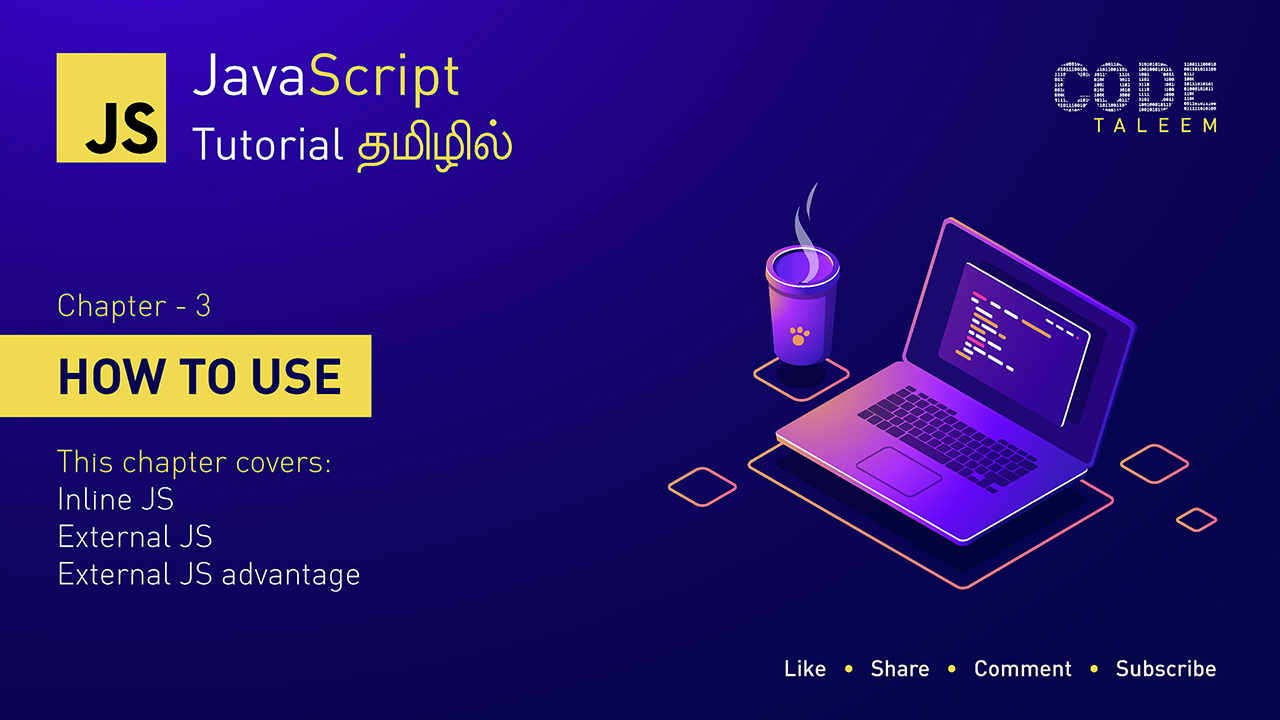 JS
JavaScript
Tutorial தமிழில்
CODE
TALEEM
Chapter - 3
HOW TO USE
This chapter covers:
Inline JS
External JS
External JS advantage
Like • Share • Comment • Subscribe